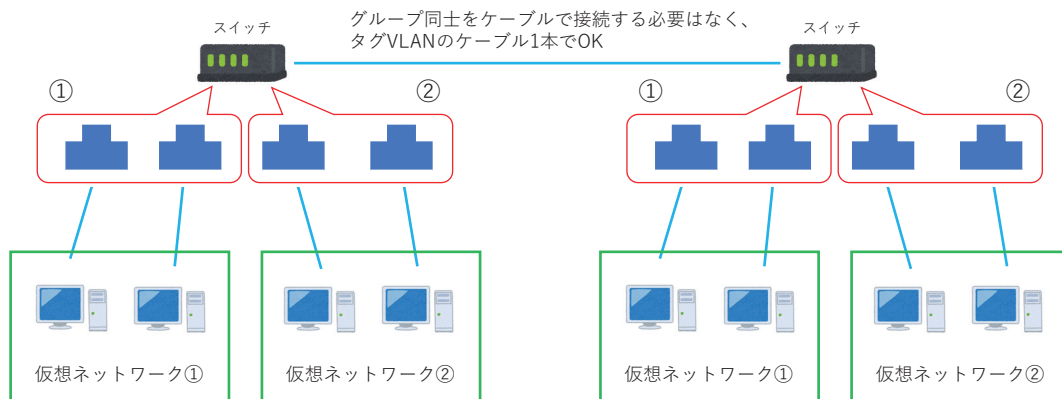 グループ同士をケーブルで接続する必要はなく、
タグVLANのケーブル1本でOK
スイッチ
スイッチ
①
②
①
②
仮想ネットワーク①
仮想ネットワーク②
仮想ネットワーク①
仮想ネットワーク②